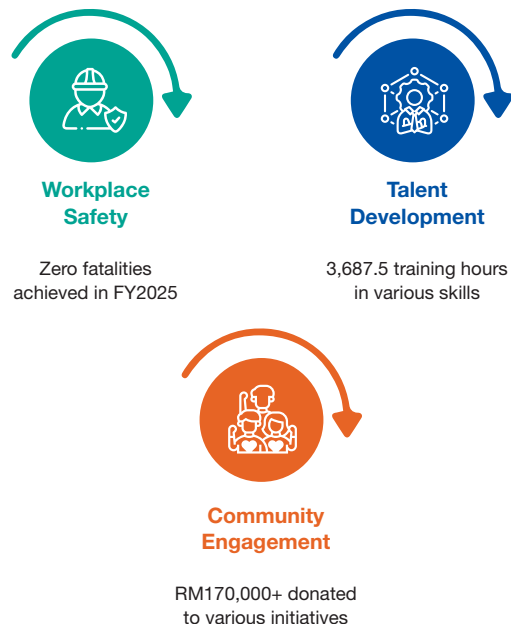 Workplace
Safety
Zero fatalities
achieved in FY2025
Talent
Development
3,687.5 training hours
in various skills
Community
Engagement
RM170,000+ donated
to various initiatives